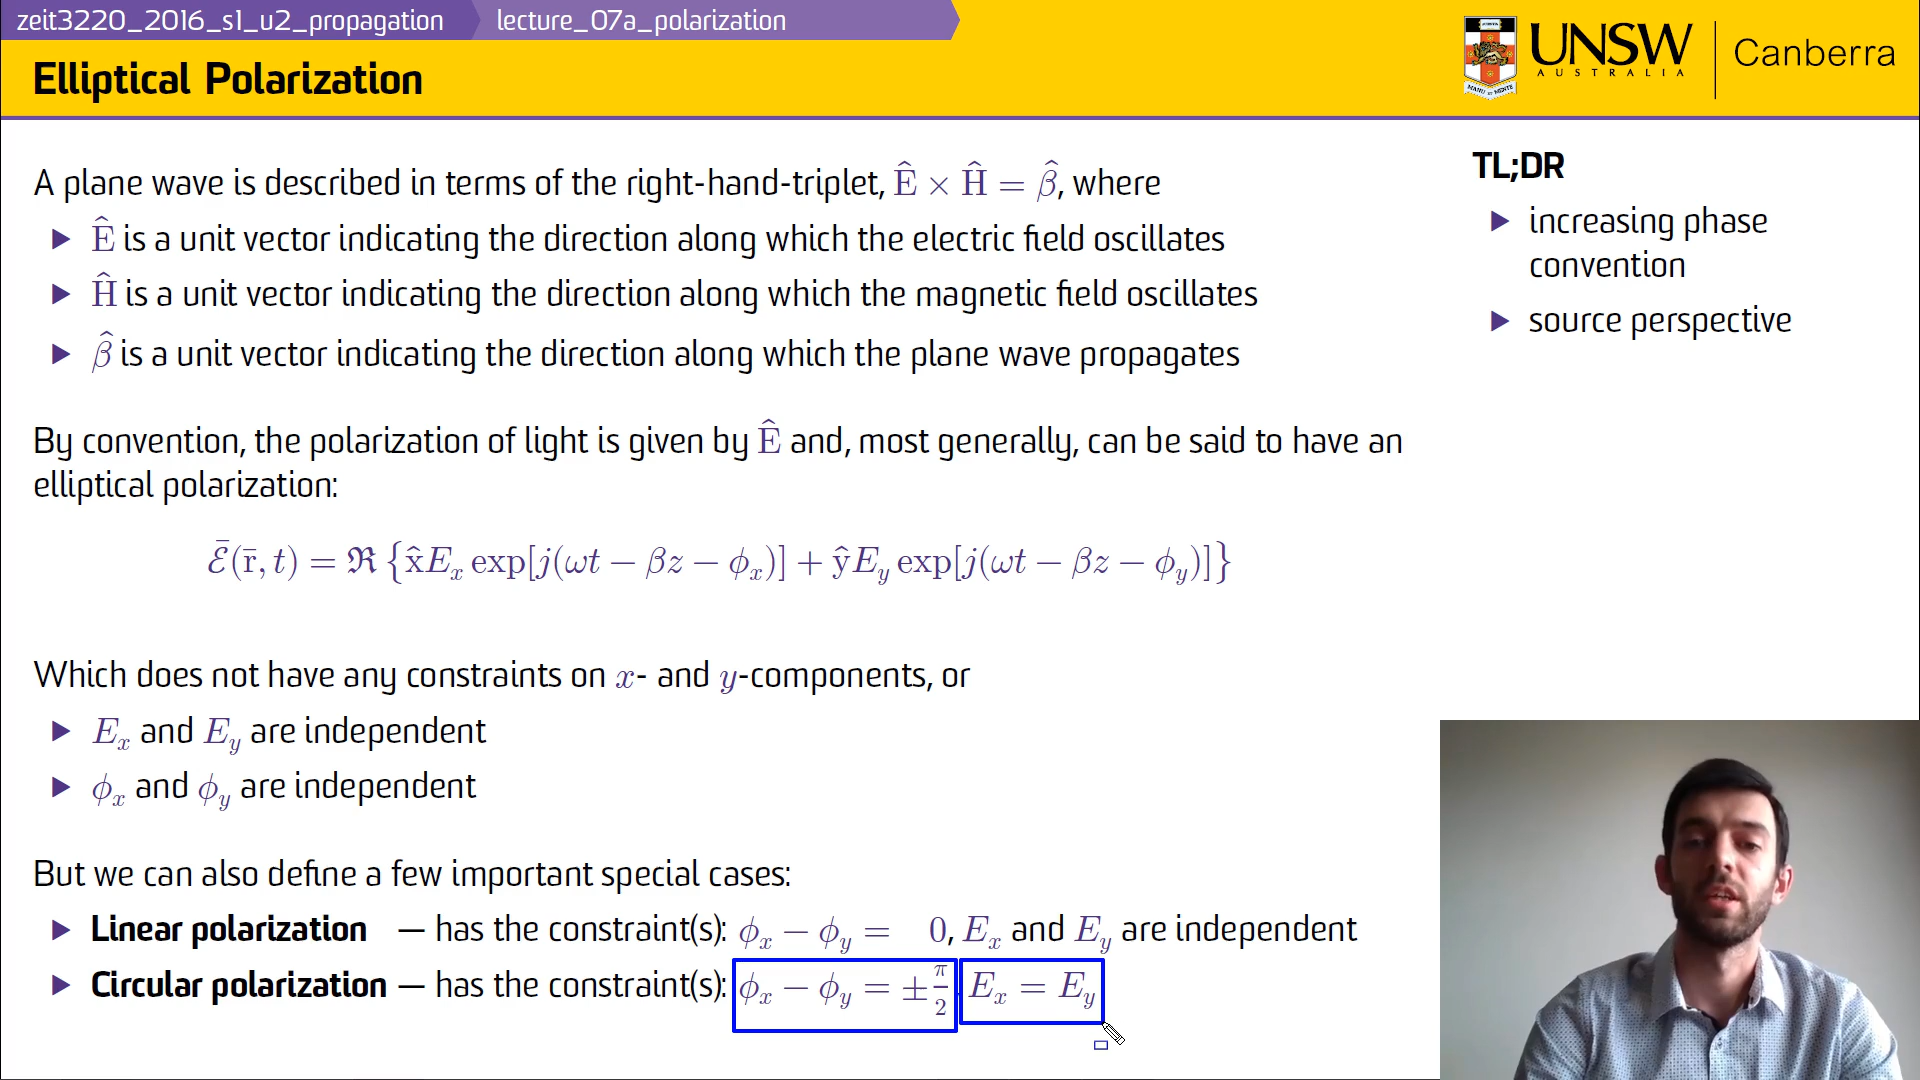 zeit3220_2016_s1_u2_propagation lecture_07a_polarization
Elliptical Polarization
UNSW
AUSTRALIA
Canberra
A plane wave is described in terms of the right-hand-triplet, Ê × Ĥ = β̂, where
▶ Ê is a unit vector indicating the direction along which the electric field oscillates
▶ Ĥ is a unit vector indicating the direction along which the magnetic field oscillates
▶ β̂ is a unit vector indicating the direction along which the plane wave propagates
By convention, the polarization of light is given by Ê and, most generally, can be said to have an
elliptical polarization:
ℰ̄(r̄, t) = ℜ {x̂E_x exp[j(ωt − βz − ϕ_x)] + ŷE_y exp[j(ωt − βz − ϕ_y)]}
Which does not have any constraints on x- and y-components, or
▶ E_x and E_y are independent
▶ ϕ_x and ϕ_y are independent
But we can also define a few important special cases:
▶ Linear polarization — has the constraint(s): ϕ_x − ϕ_y = 0, E_x and E_y are independent
▶ Circular polarization — has the constraint(s): ϕ_x − ϕ_y = ±π/2, E_x = E_y
TL;DR
▶ increasing phase
convention
▶ source perspective